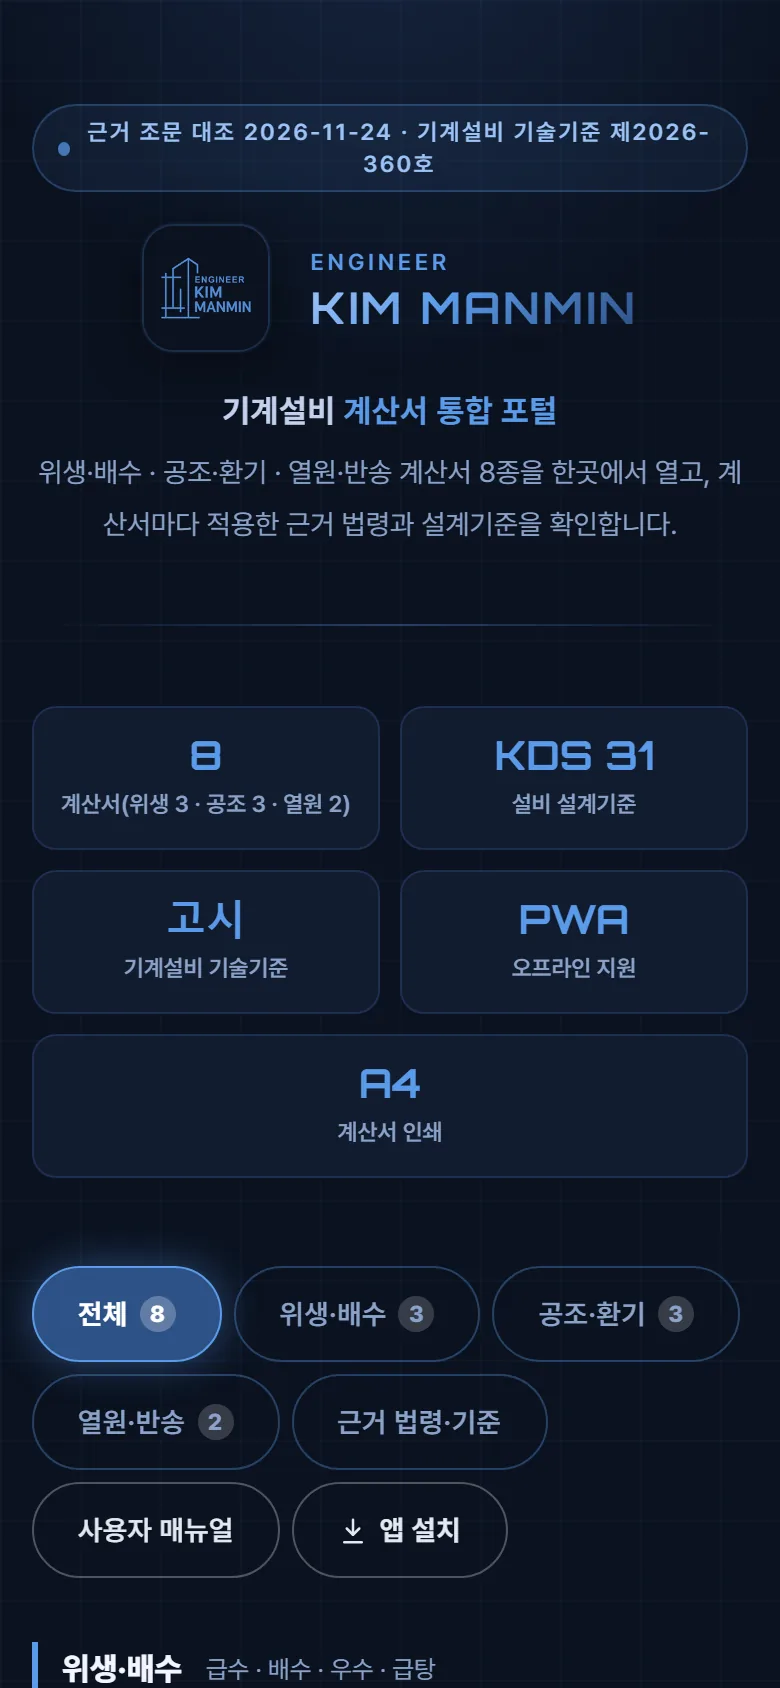 근거 조문 대조 2026-11-24 · 기계설비 기술기준 제2026-
360호
ENGINEER
KIM
MANMIN
ENGINEER
KIM MANMIN
기계설비 계산서 통합 포털
위생·배수 · 공조·환기 · 열원·반송 계산서 8종을 한곳에서 열고, 계
산서마다 적용한 근거 법령과 설계기준을 확인합니다.
8
계산서(위생 3 · 공조 3 · 열원 2)
KDS 31
설비 설계기준
고시
기계설비 기술기준
PWA
오프라인 지원
A4
계산서 인쇄
전체 8
위생·배수 3
공조·환기 3
열원·반송 2
근거 법령·기준
사용자 매뉴얼
앱 설치
위생·배수 급수 · 배수 · 우수 · 급탕